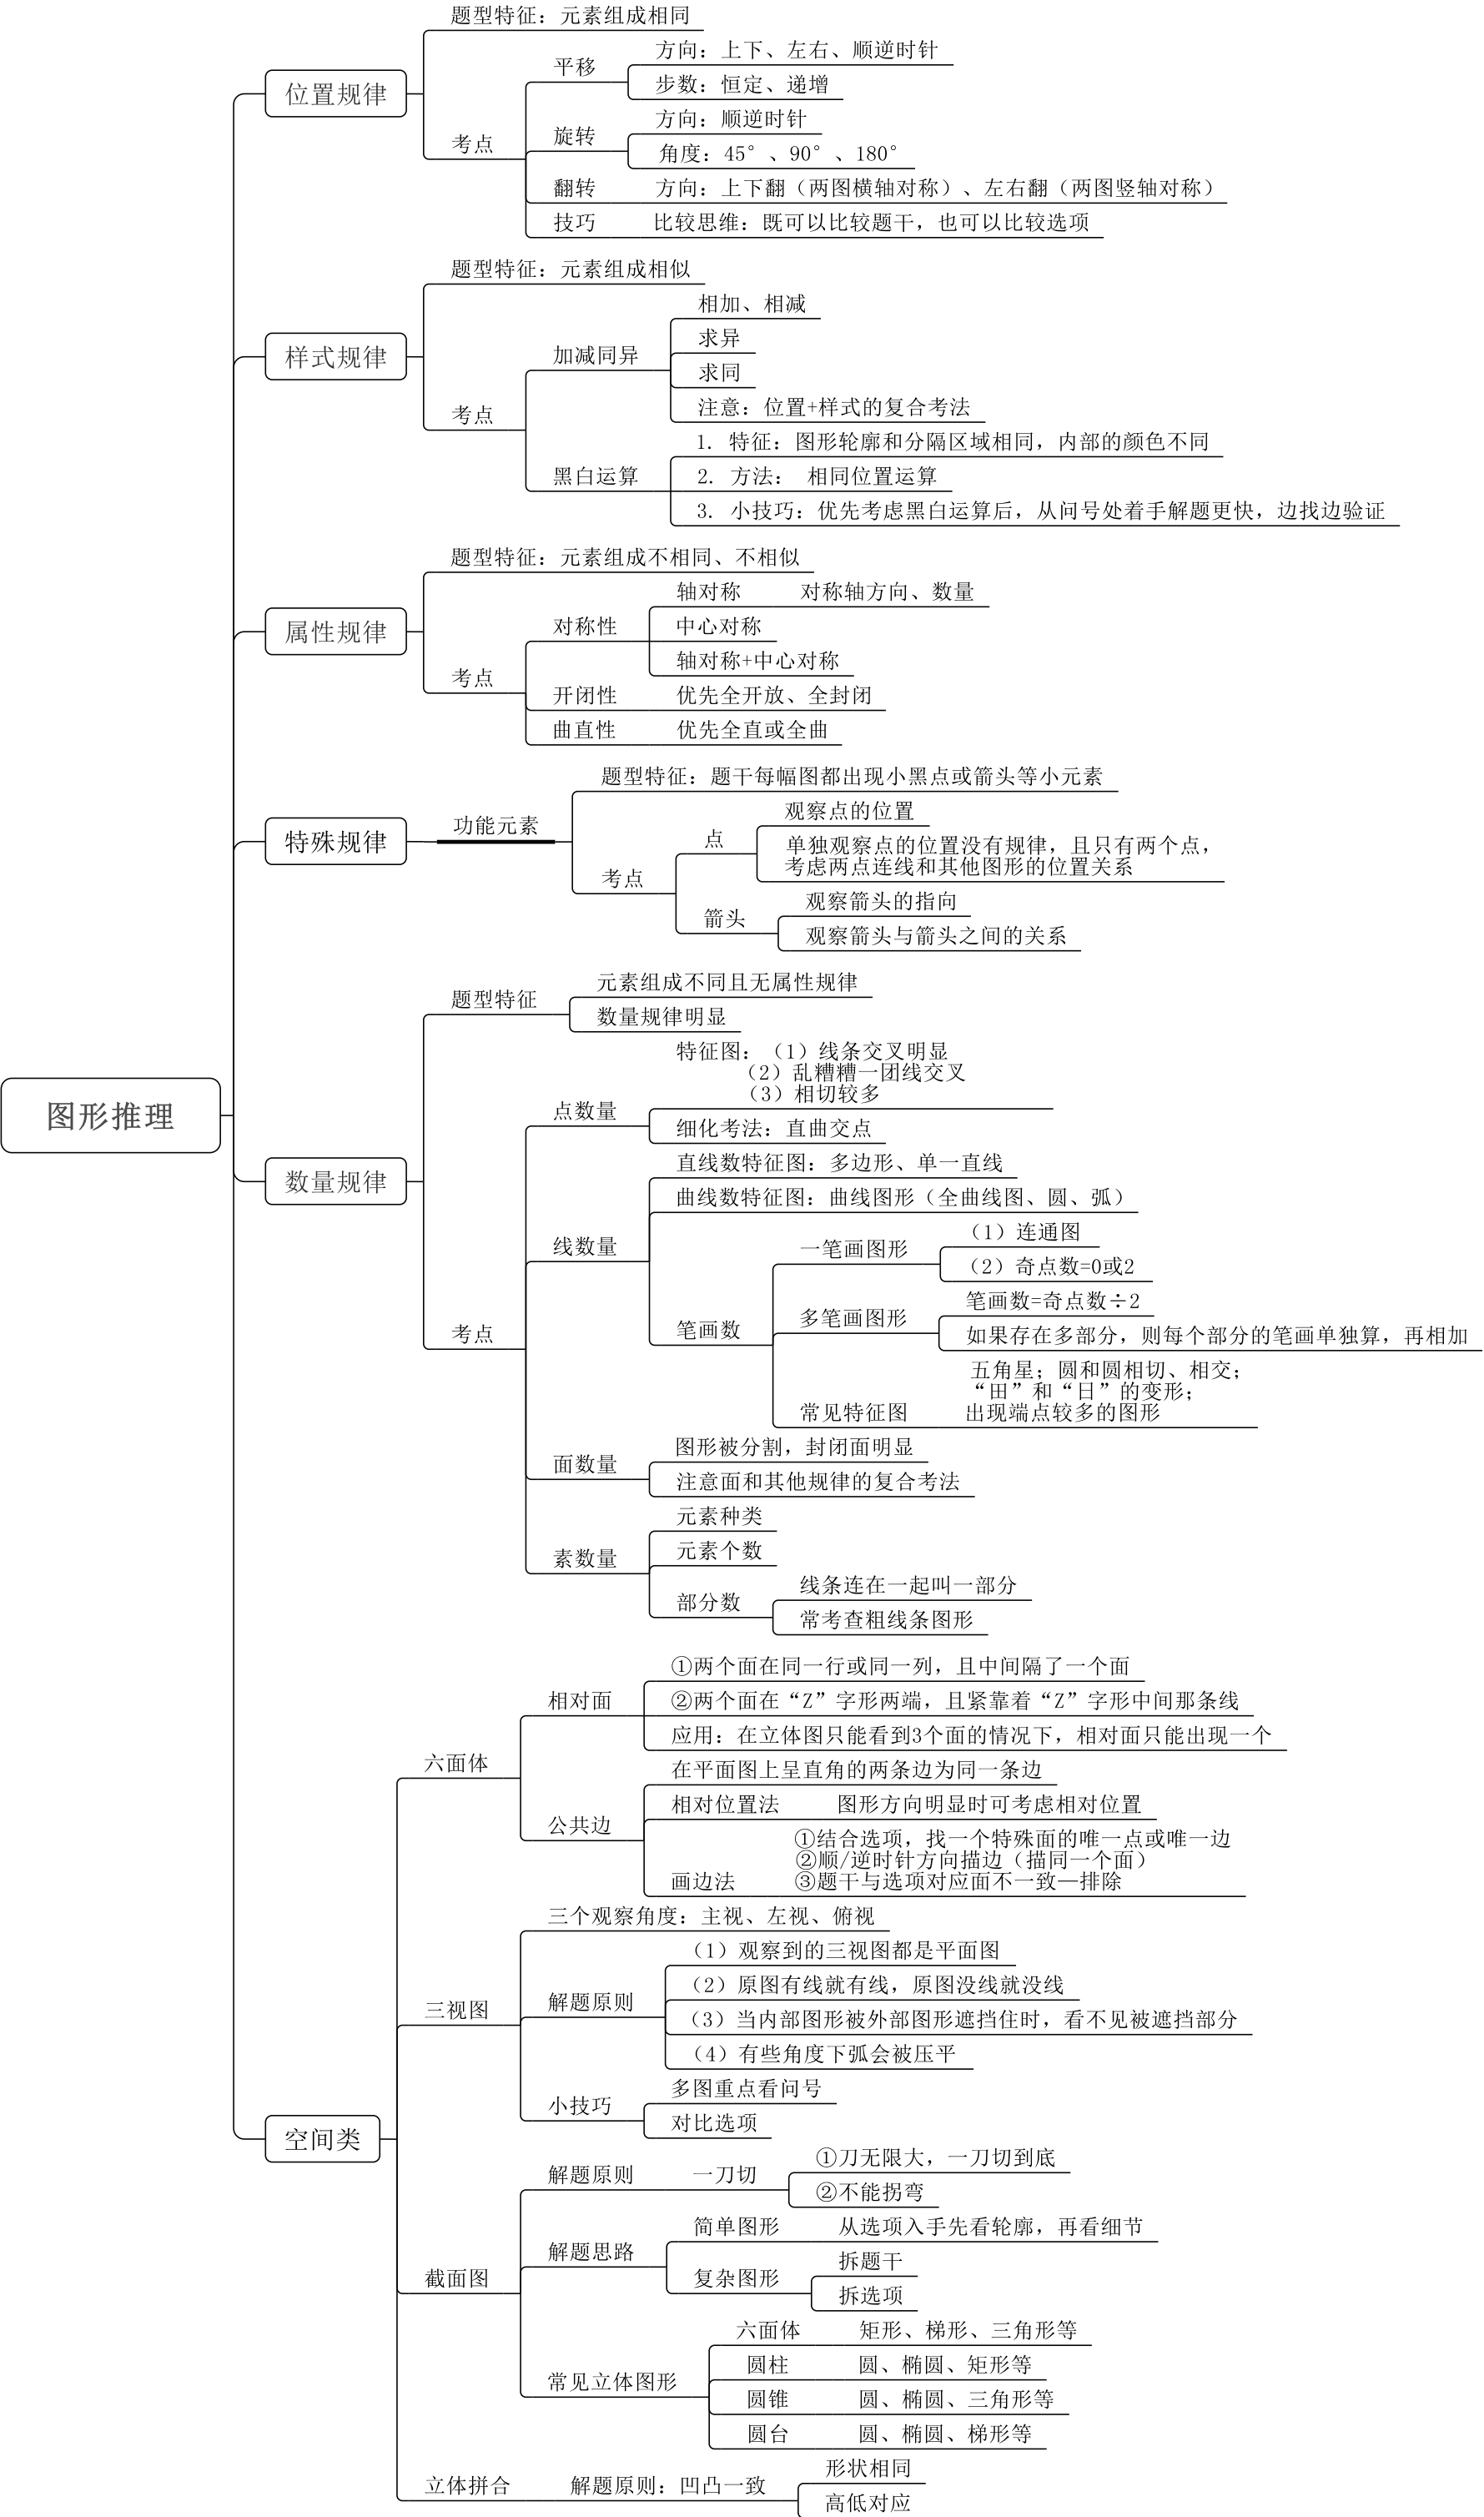 图形推理
位置规律
题型特征：元素组成相同
考点
平移
方向：上下、左右、顺逆时针
步数：恒定、递增
旋转
方向：顺逆时针
角度：45°、90°、180°
翻转
方向：上下翻（两图横轴对称）、左右翻（两图竖轴对称）
技巧
比较思维：既可以比较题干，也可以比较选项
样式规律
题型特征：元素组成相似
考点
加减同异
相加、相减
求异
求同
注意：位置+样式的复合考法
黑白运算
1. 特征：图形轮廓和分隔区域相同，内部的颜色不同
2. 方法： 相同位置运算
3. 小技巧：优先考虑黑白运算后，从问号处着手解题更快，边找边验证
属性规律
题型特征：元素组成不相同、不相似
考点
对称性
轴对称
对称轴方向、数量
中心对称
轴对称+中心对称
开闭性
优先全开放、全封闭
曲直性
优先全直或全曲
特殊规律
功能元素
题型特征：题干每幅图都出现小黑点或箭头等小元素
考点
点
观察点的位置
单独观察点的位置没有规律，且只有两个点，
考虑两点连线和其他图形的位置关系
箭头
观察箭头的指向
观察箭头与箭头之间的关系
数量规律
题型特征
元素组成不同且无属性规律
数量规律明显
考点
点数量
特征图：（1）线条交叉明显
（2）乱糟糟一团线交叉
（3）相切较多
细化考法：直曲交点
线数量
直线数特征图：多边形、单一直线
曲线数特征图：曲线图形（全曲线图、圆、弧）
笔画数
一笔画图形
（1）连通图
（2）奇点数=0或2
多笔画图形
笔画数=奇点数÷2
如果存在多部分，则每个部分的笔画单独算，再相加
常见特征图
五角星；圆和圆相切、相交；
“田”和“日”的变形；
出现端点较多的图形
面数量
图形被分割，封闭面明显
注意面和其他规律的复合考法
素数量
元素种类
元素个数
部分数
线条连在一起叫一部分
常考查粗线条图形
空间类
六面体
相对面
①两个面在同一行或同一列，且中间隔了一个面
②两个面在“Z”字形两端，且紧靠着“Z”字形中间那条线
应用：在立体图只能看到3个面的情况下，相对面只能出现一个
公共边
在平面图上呈直角的两条边为同一条边
相对位置法
图形方向明显时可考虑相对位置
画边法
①结合选项，找一个特殊面的唯一点或唯一边
②顺/逆时针方向描边（描同一个面）
③题干与选项对应面不一致—排除
三视图
三个观察角度：主视、左视、俯视
解题原则
（1）观察到的三视图都是平面图
（2）原图有线就有线，原图没线就没线
（3）当内部图形被外部图形遮挡住时，看不见被遮挡部分
（4）有些角度下弧会被压平
小技巧
多图重点看问号
对比选项
截面图
解题原则
一刀切
①刀无限大，一刀切到底
②不能拐弯
解题思路
简单图形
从选项入手先看轮廓，再看细节
复杂图形
拆题干
拆选项
常见立体图形
六面体
矩形、梯形、三角形等
圆柱
圆、椭圆、矩形等
圆锥
圆、椭圆、三角形等
圆台
圆、椭圆、梯形等
立体拼合
解题原则：凹凸一致
形状相同
高低对应